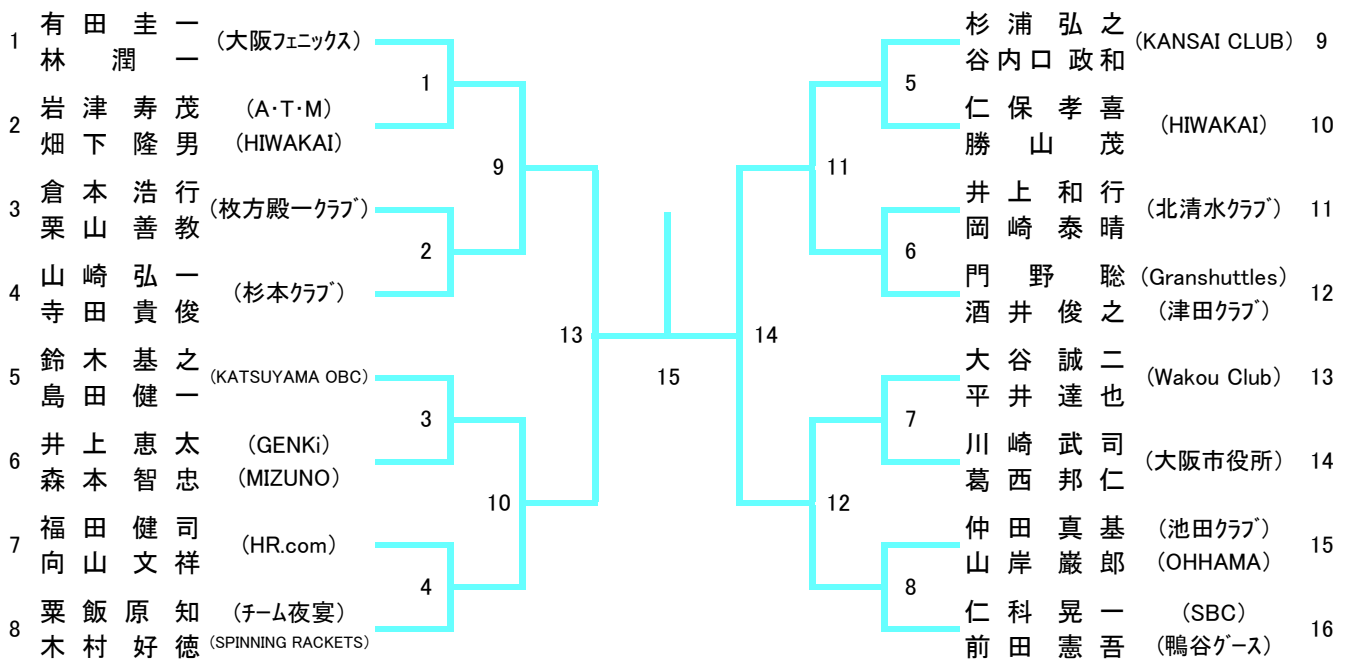 1 有田圭一 (大阪フェニックス)
林潤一
2 岩津寿茂 (A・T・M)
畑下隆男 (HIWAKAI)
3 倉本浩行 (枚方殿一クラブ)
栗山善教
4 山崎弘一 (杉本クラブ)
寺田貴俊
5 鈴木基之 (KATSUYAMA OBC)
島田健一
6 井上恵太 (GENKi)
森本智忠 (MIZUNO)
7 福田健司 (HR.com)
向山文祥
8 粟飯原知 (チーム夜宴)
木村好徳 (SPINNING RACKETS)
1
2
3
4
9
10
13
15
14
11
12
5
6
7
8
杉浦弘之 (KANSAI CLUB) 9
谷内口政和
仁保孝喜 (HIWAKAI) 10
勝山茂
井上和行 (北清水クラブ) 11
岡崎泰晴
門野聡 (Granshuttles) 12
酒井俊之 (津田クラブ)
大谷誠二 (Wakou Club) 13
平井達也
川崎武司 (大阪市役所) 14
葛西邦仁
仲田真基 (池田クラブ) 15
山岸巌郎 (OHHAMA)
仁科晃一 (SBC) 16
前田憲吾 (鴨谷グース)